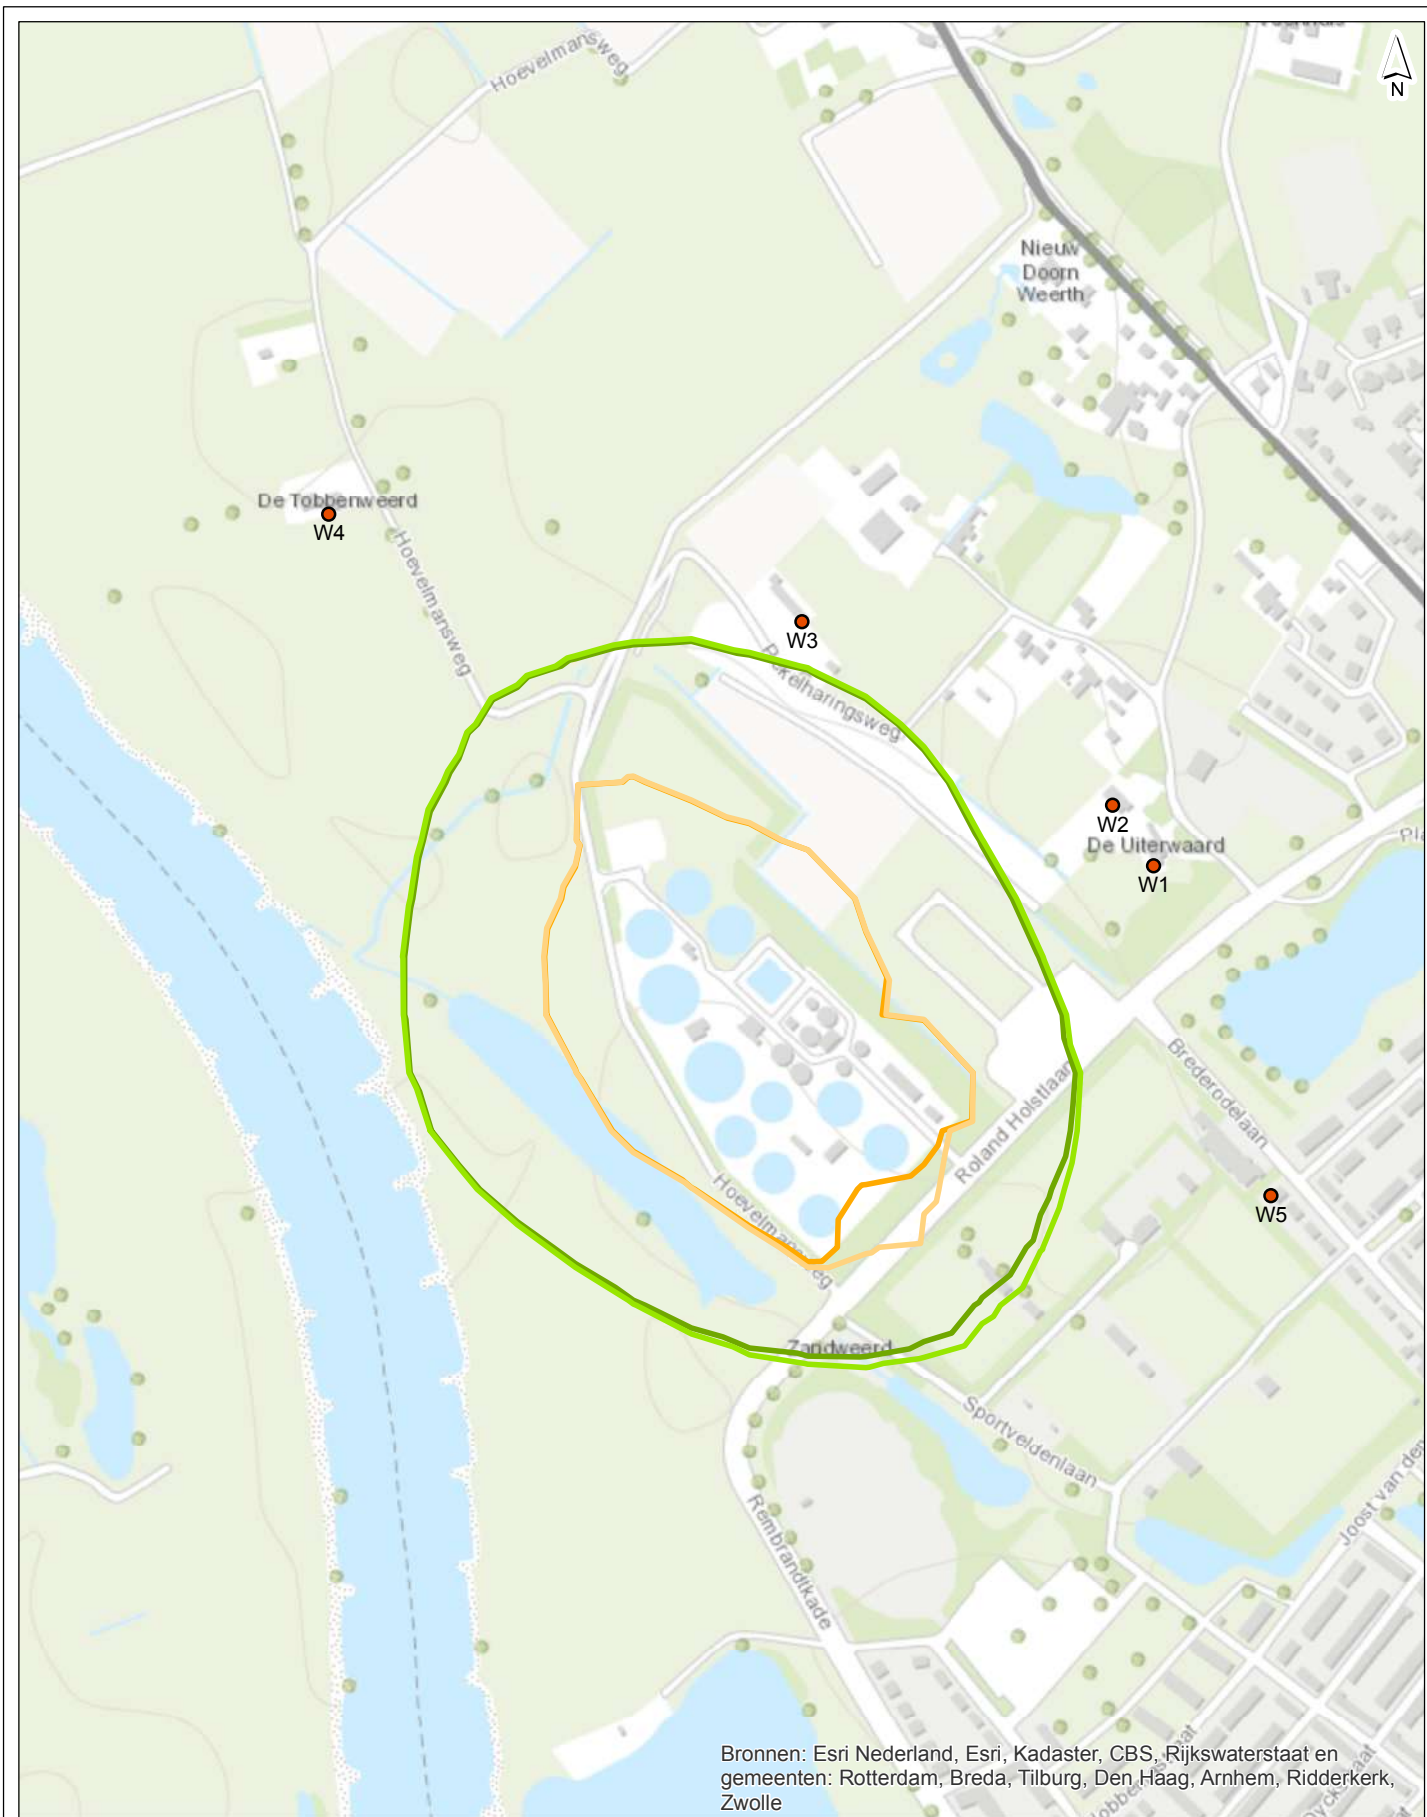 Hoevelmansweg
N
Nieuw
Doorn
Weerth
De Tobbenweerd
W4
Hoevelmansweg
W3
Pekelharingsweg
W2
De Uiterwaard
W1
Brederodelaan
Roland Holstlaan
W5
Hoevelmansweg
Zandweerd
Sportveldenlaan
Joost van den
Rembrandtkade
Bronnen: Esri Nederland, Esri, Kadaster, CBS, Rijkswaterstaat en
gemeenten: Rotterdam, Breda, Tilburg, Den Haag, Arnhem, Ridderkerk,
Zwolle